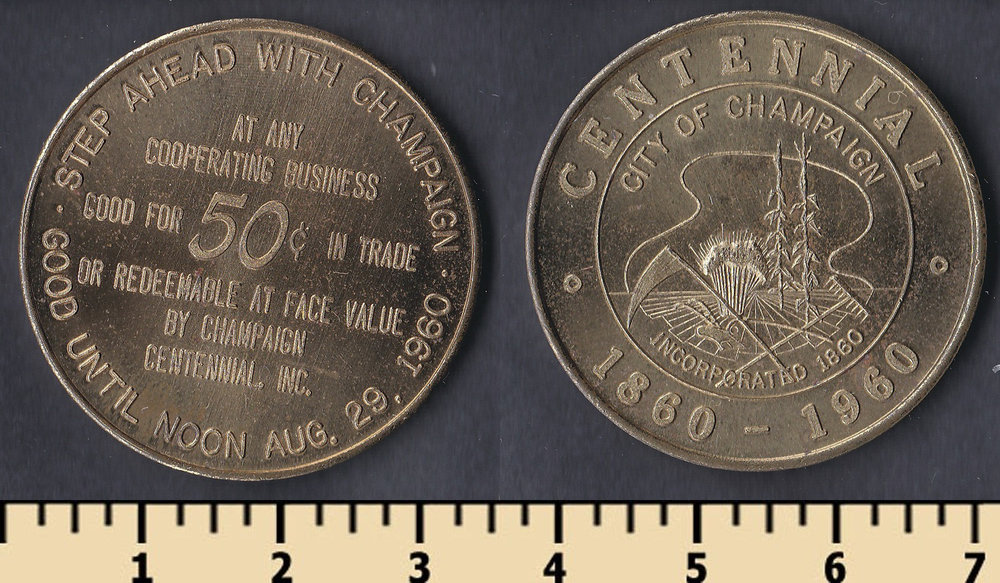 STEP AHEAD WITH CHAMPAIGN.
AT ANY
COOPERATING BUSINESS
GOOD FOR 50¢ IN TRADE
OR REDEEMABLE AT FACE VALUE
BY CHAMPAIGN
CENTENNIAL, INC.
· GOOD UNTIL NOON AUG. 29, 1960 ·
CENTENNIAL
CITY OF CHAMPAIGN
INCORPORATED 1860
1860 – 1960
1 2 3 4 5 6 7